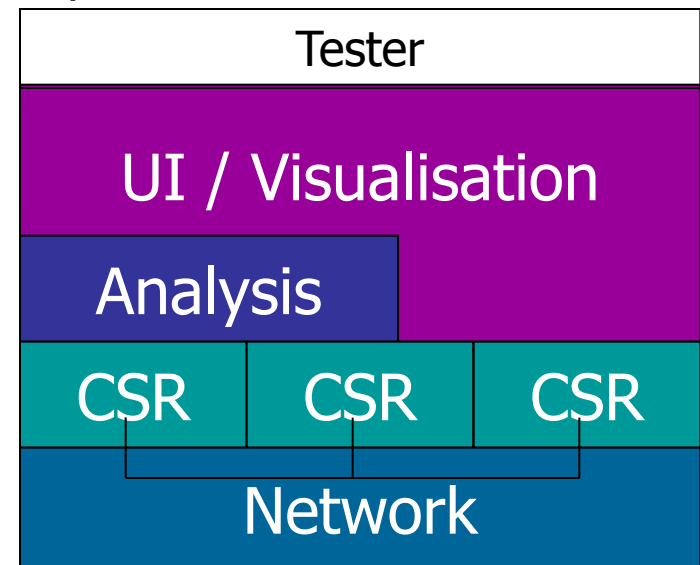 Tester
UI / Visualisation
Analysis
CSR CSR CSR
Network